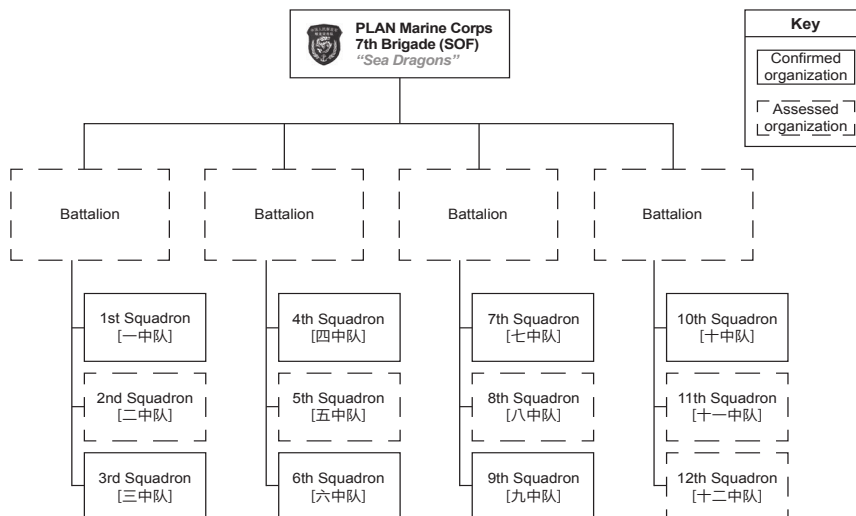 PLAN Marine Corps
7th Brigade (SOF)
“Sea Dragons”
Key
Confirmed
organization
Assessed
organization
Battalion
Battalion
Battalion
Battalion
1st Squadron
[一中队]
2nd Squadron
[二中队]
3rd Squadron
[三中队]
4th Squadron
[四中队]
5th Squadron
[五中队]
6th Squadron
[六中队]
7th Squadron
[七中队]
8th Squadron
[八中队]
9th Squadron
[九中队]
10th Squadron
[十中队]
11th Squadron
[十一中队]
12th Squadron
[十二中队]